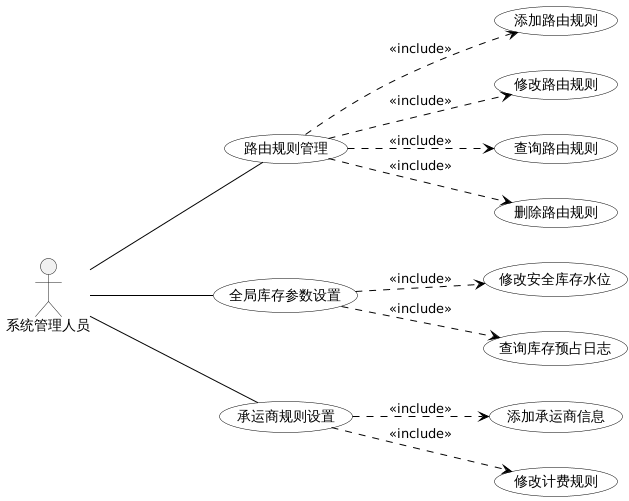 添加路由规则
«include»
修改路由规则
«include»
路由规则管理
«include»
查询路由规则
«include»
删除路由规则
系统管理人员
全局库存参数设置
«include»
修改安全库存水位
«include»
查询库存预占日志
承运商规则设置
«include»
添加承运商信息
«include»
修改计费规则